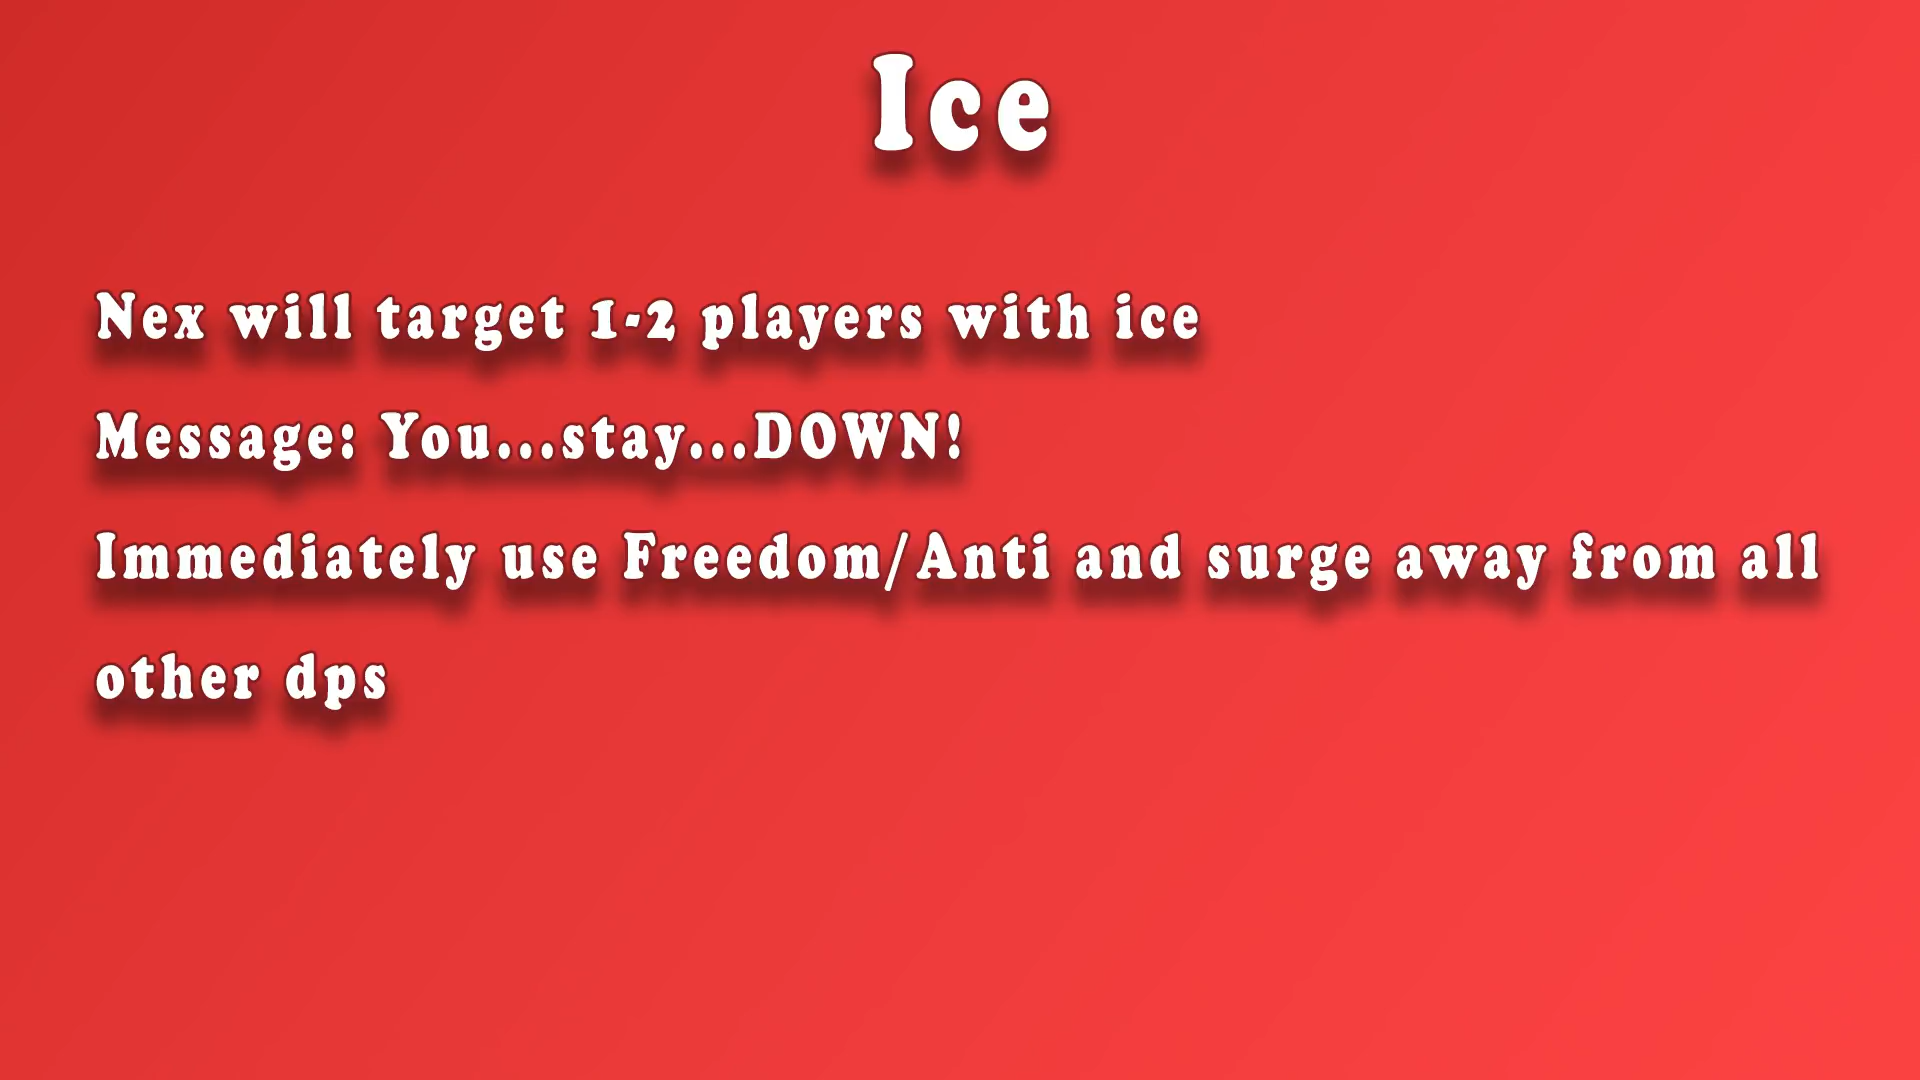 Ice
Nex will target 1-2 players with ice
Message: You...stay...DOWN!
Immediately use Freedom/Anti and surge away from all
other dps